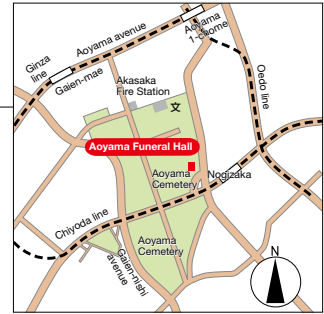 Aoyama
1-chome
Aoyama avenue
Ginza
line
Gaien-mae
Oedo line
Akasaka
Fire Station
文
Aoyama Funeral Hall
Aoyama
Cemetery
Nogizaka
Chiyoda line
Aoyama
Cemetery
Gaien-nishi
avenue
N